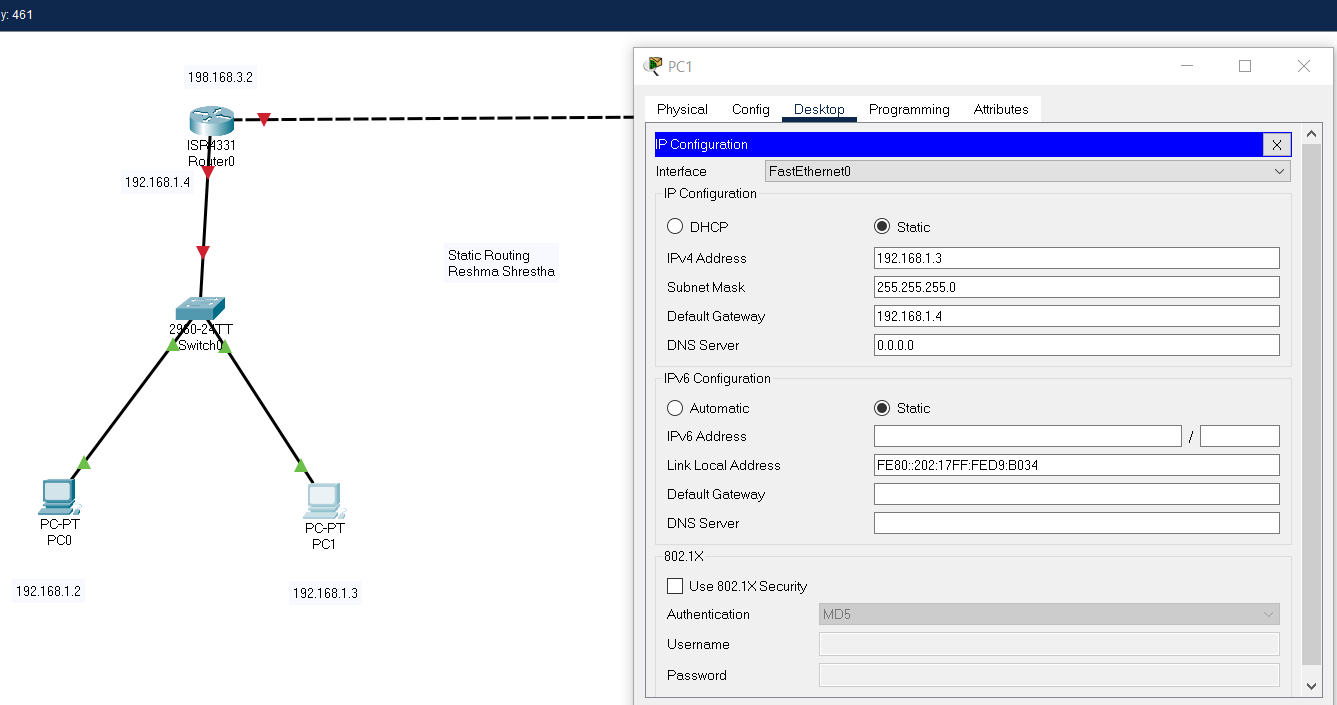 y: 461
198.168.3.2
ISR4331
Router0
192.168.1.4
Static Routing
Reshma Shrestha
2960-24TT
Switch0
PC-PT
PC0
PC-PT
PC1
192.168.1.2
192.168.1.3
PC1
Physical Config Desktop Programming Attributes
IP Configuration X
Interface FastEthernet0
IP Configuration
DHCP Static
IPv4 Address 192.168.1.3
Subnet Mask 255.255.255.0
Default Gateway 192.168.1.4
DNS Server 0.0.0.0
IPv6 Configuration
Automatic Static
IPv6 Address /
Link Local Address FE80::202:17FF:FED9:B034
Default Gateway
DNS Server
802.1X
Use 802.1X Security
Authentication MD5
Username
Password